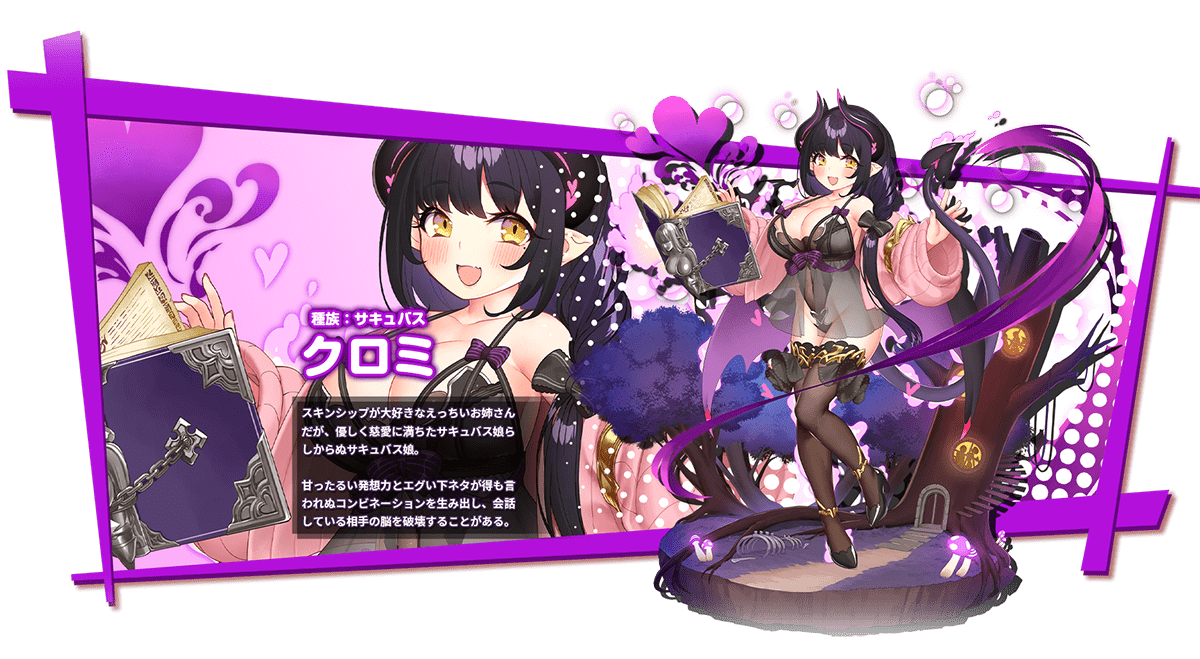 種族：サキュバス
クロミ
スキンシップが大好きなえっちいお姉さん
だが、優しく慈愛に満ちたサキュバス娘ら
しからぬサキュバス娘。
甘ったるい発想力とエグい下ネタが得も言
われぬコンビネーションを生み出し、会話
している相手の脳を破壊することがある。